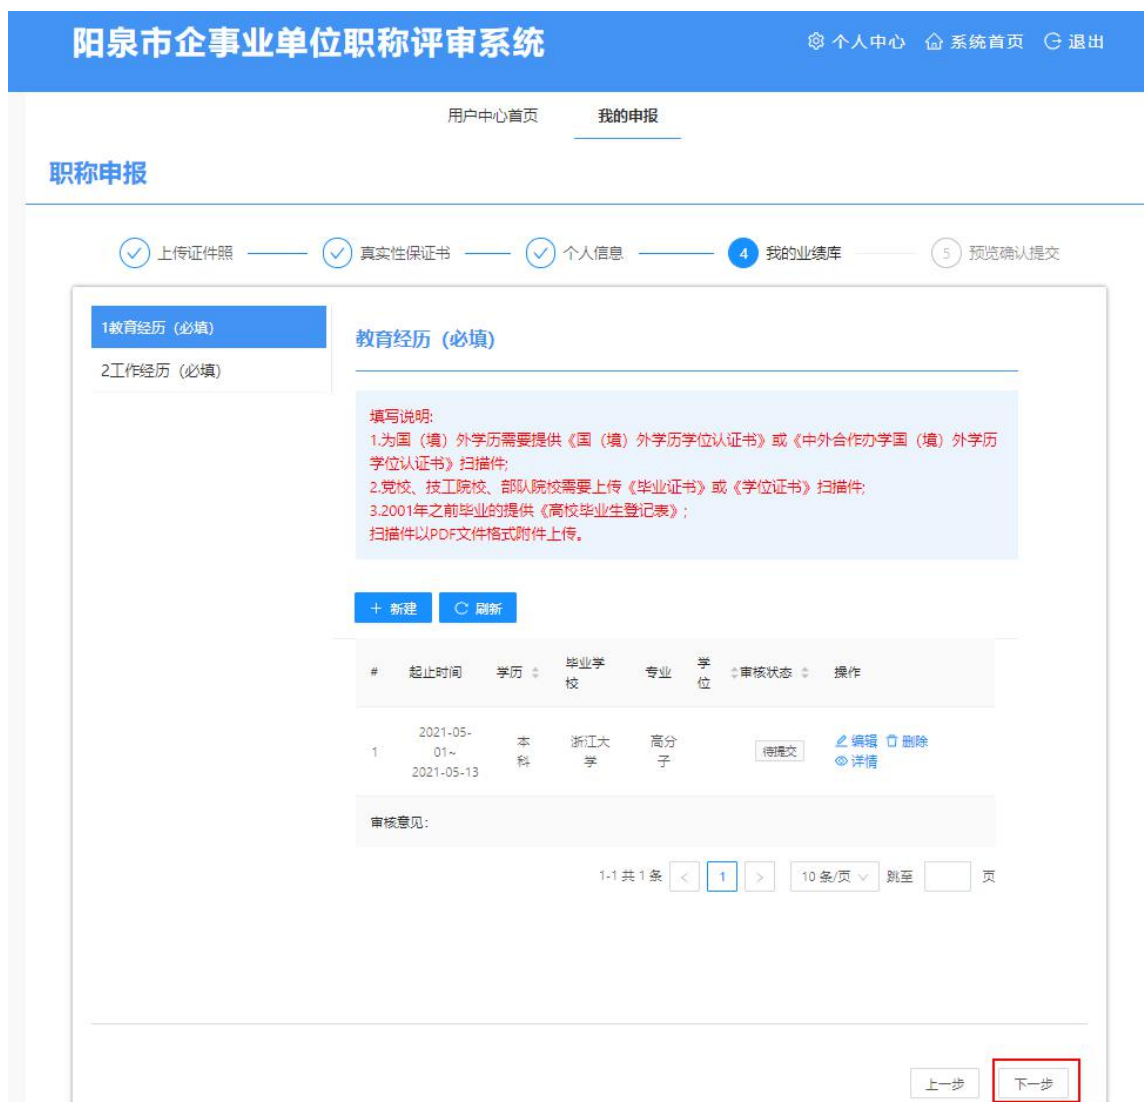 阳泉市企事业单位职称评审系统
个人中心 系统首页 退出
用户中心首页 我的申报
职称申报
上传证件照 真实性保证书 个人信息 4 我的业绩库 5 预览确认提交
1教育经历（必填）
2工作经历（必填）
教育经历（必填）
填写说明:
1.为国（境）外学历需要提供《国（境）外学历学位认证书》或《中外合作办学国（境）外学历
学位认证书》扫描件;
2.党校、技工院校、部队院校需要上传《毕业证书》或《学位证书》扫描件;
3.2001年之前毕业的提供《高校毕业生登记表》;
扫描件以PDF文件格式附件上传。
+ 新建 刷新
# 起止时间 学历 毕业学
校 专业 学
位 审核状态 操作
1 2021-05-
01~
2021-05-13 本
科 浙江大
学 高分
子 待提交 编辑 删除
详情
审核意见:
1-1 共 1 条 < 1 > 10 条/页 跳至 页
上一步 下一步